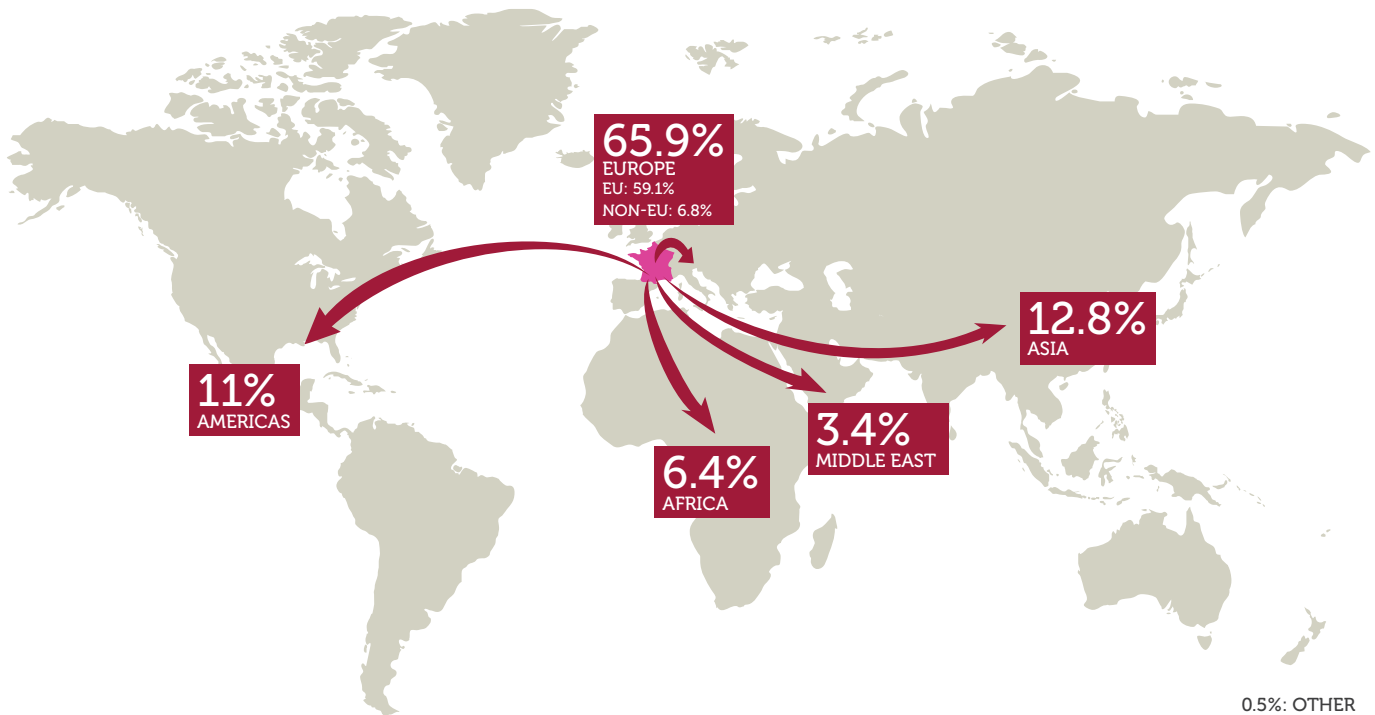 65.9%
EUROPE
EU: 59.1%
NON-EU: 6.8%
12.8%
ASIA
11%
AMERICAS
3.4%
MIDDLE EAST
6.4%
AFRICA
0.5%: OTHER